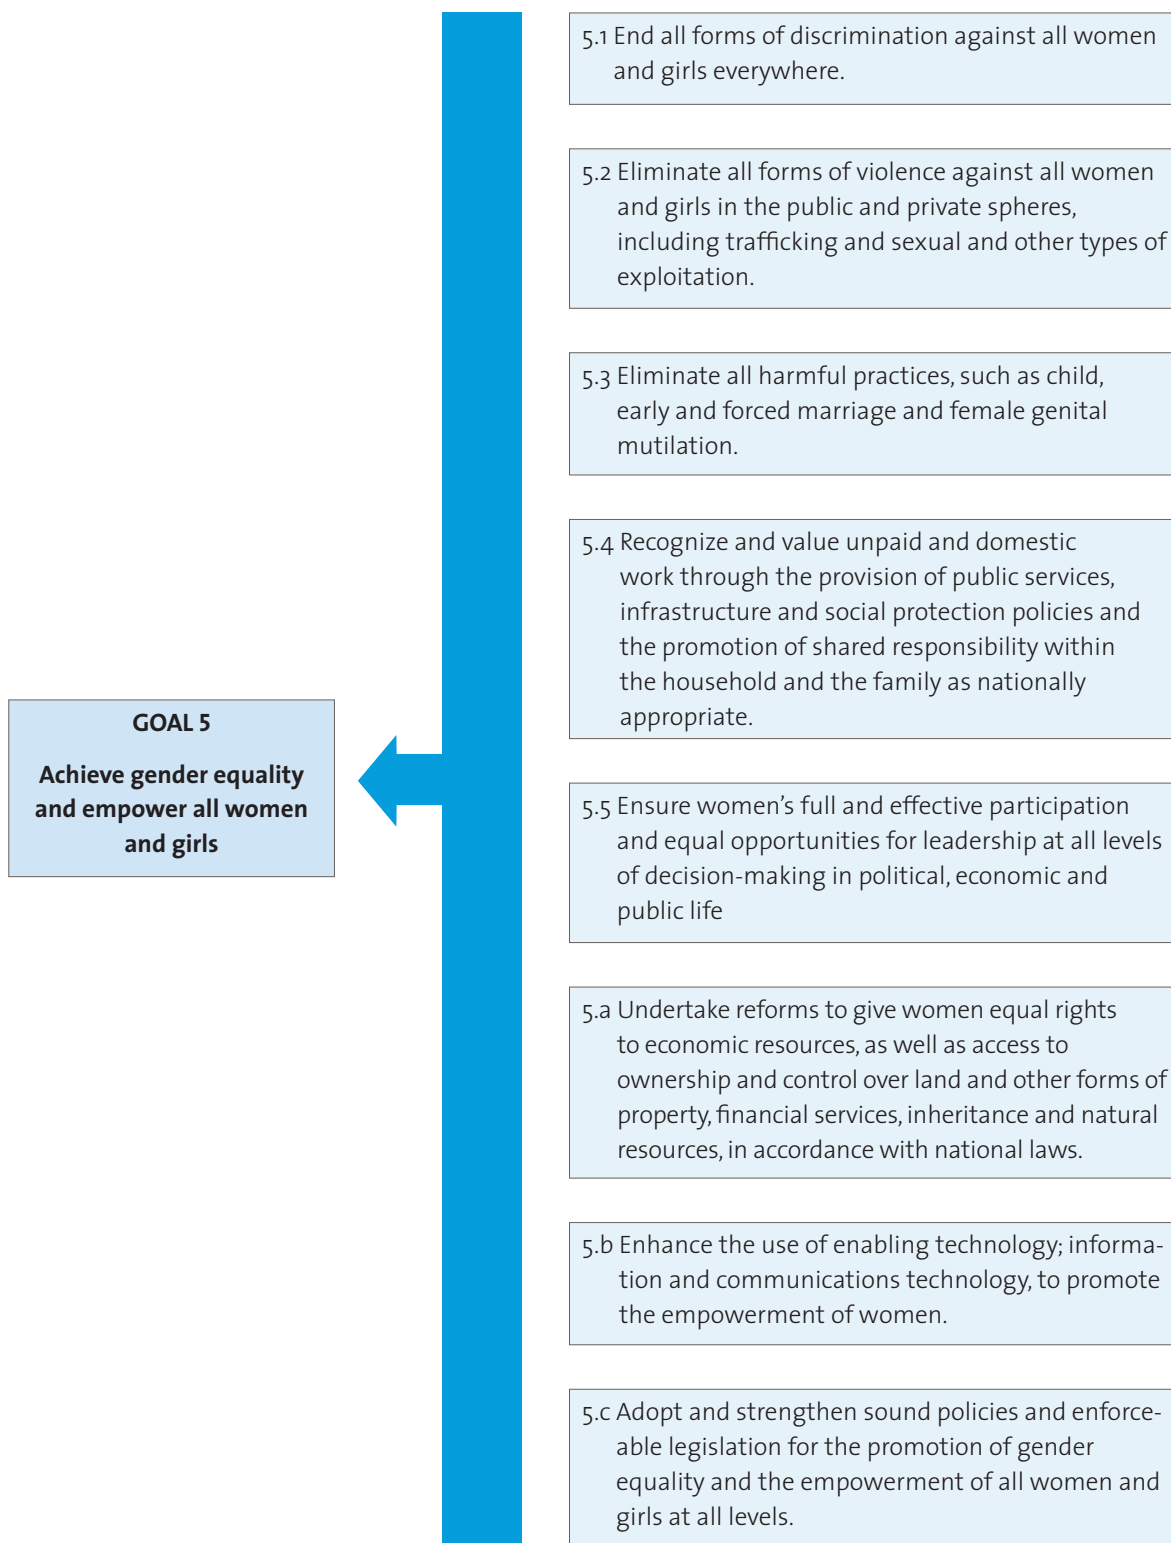 5.1 End all forms of discrimination against all women
and girls everywhere.
5.2 Eliminate all forms of violence against all women
and girls in the public and private spheres,
including trafficking and sexual and other types of
exploitation.
5.3 Eliminate all harmful practices, such as child,
early and forced marriage and female genital
mutilation.
5.4 Recognize and value unpaid and domestic
work through the provision of public services,
infrastructure and social protection policies and
the promotion of shared responsibility within
the household and the family as nationally
appropriate.
GOAL 5
Achieve gender equality
and empower all women
and girls
5.5 Ensure women’s full and effective participation
and equal opportunities for leadership at all levels
of decision-making in political, economic and
public life
5.a Undertake reforms to give women equal rights
to economic resources, as well as access to
ownership and control over land and other forms of
property, financial services, inheritance and natural
resources, in accordance with national laws.
5.b Enhance the use of enabling technology; informa-
tion and communications technology, to promote
the empowerment of women.
5.c Adopt and strengthen sound policies and enforce-
able legislation for the promotion of gender
equality and the empowerment of all women and
girls at all levels.